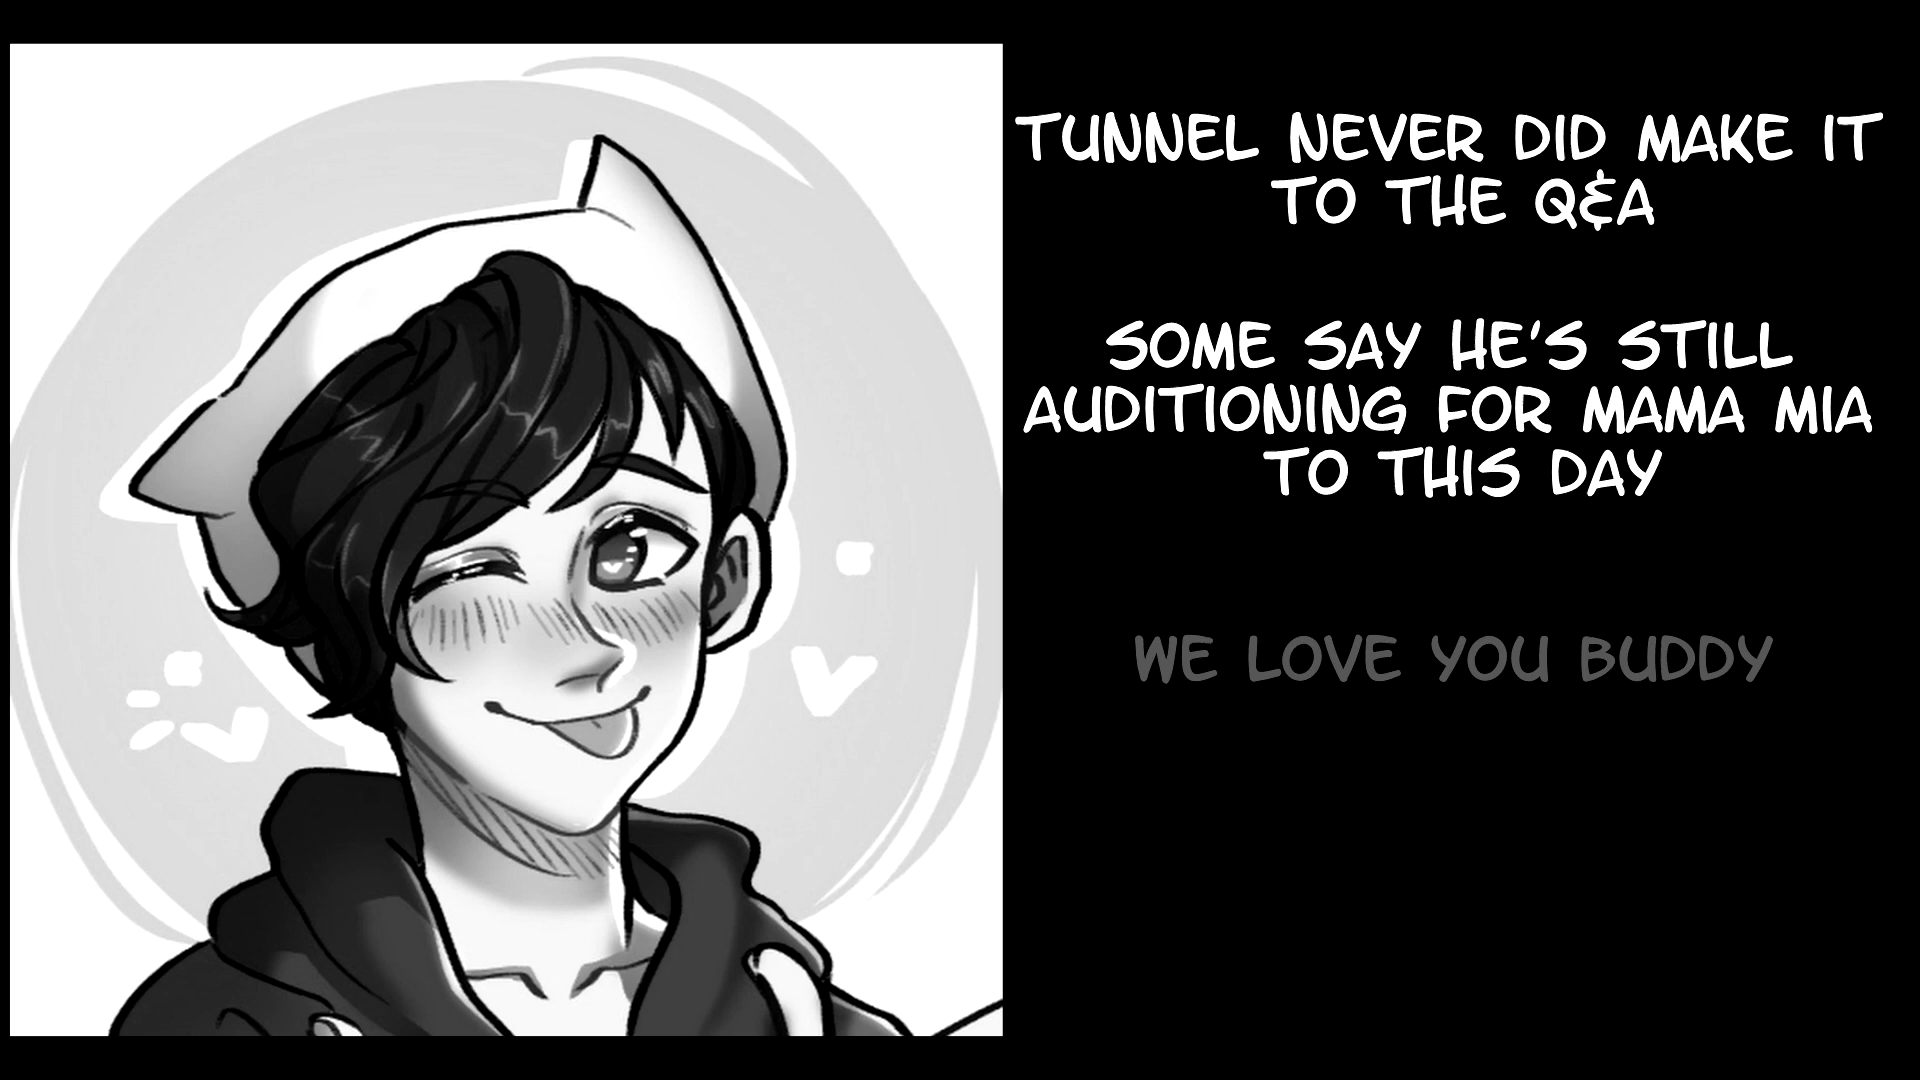 TUNNEL NEVER DID MAKE IT
TO THE Q&A
SOME SAY HE'S STILL
AUDITIONING FOR MAMA MIA
TO THIS DAY
WE LOVE YOU BUDDY